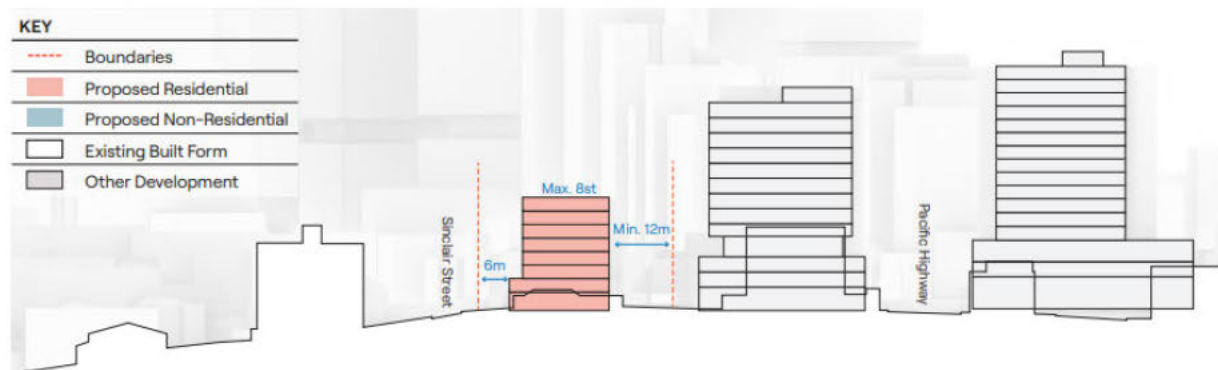 KEY
Boundaries
Proposed Residential
Proposed Non-Residential
Existing Built Form
Other Development
Sinclair Street
6m
Max. 8st
Min. 12m
Pacific Highway